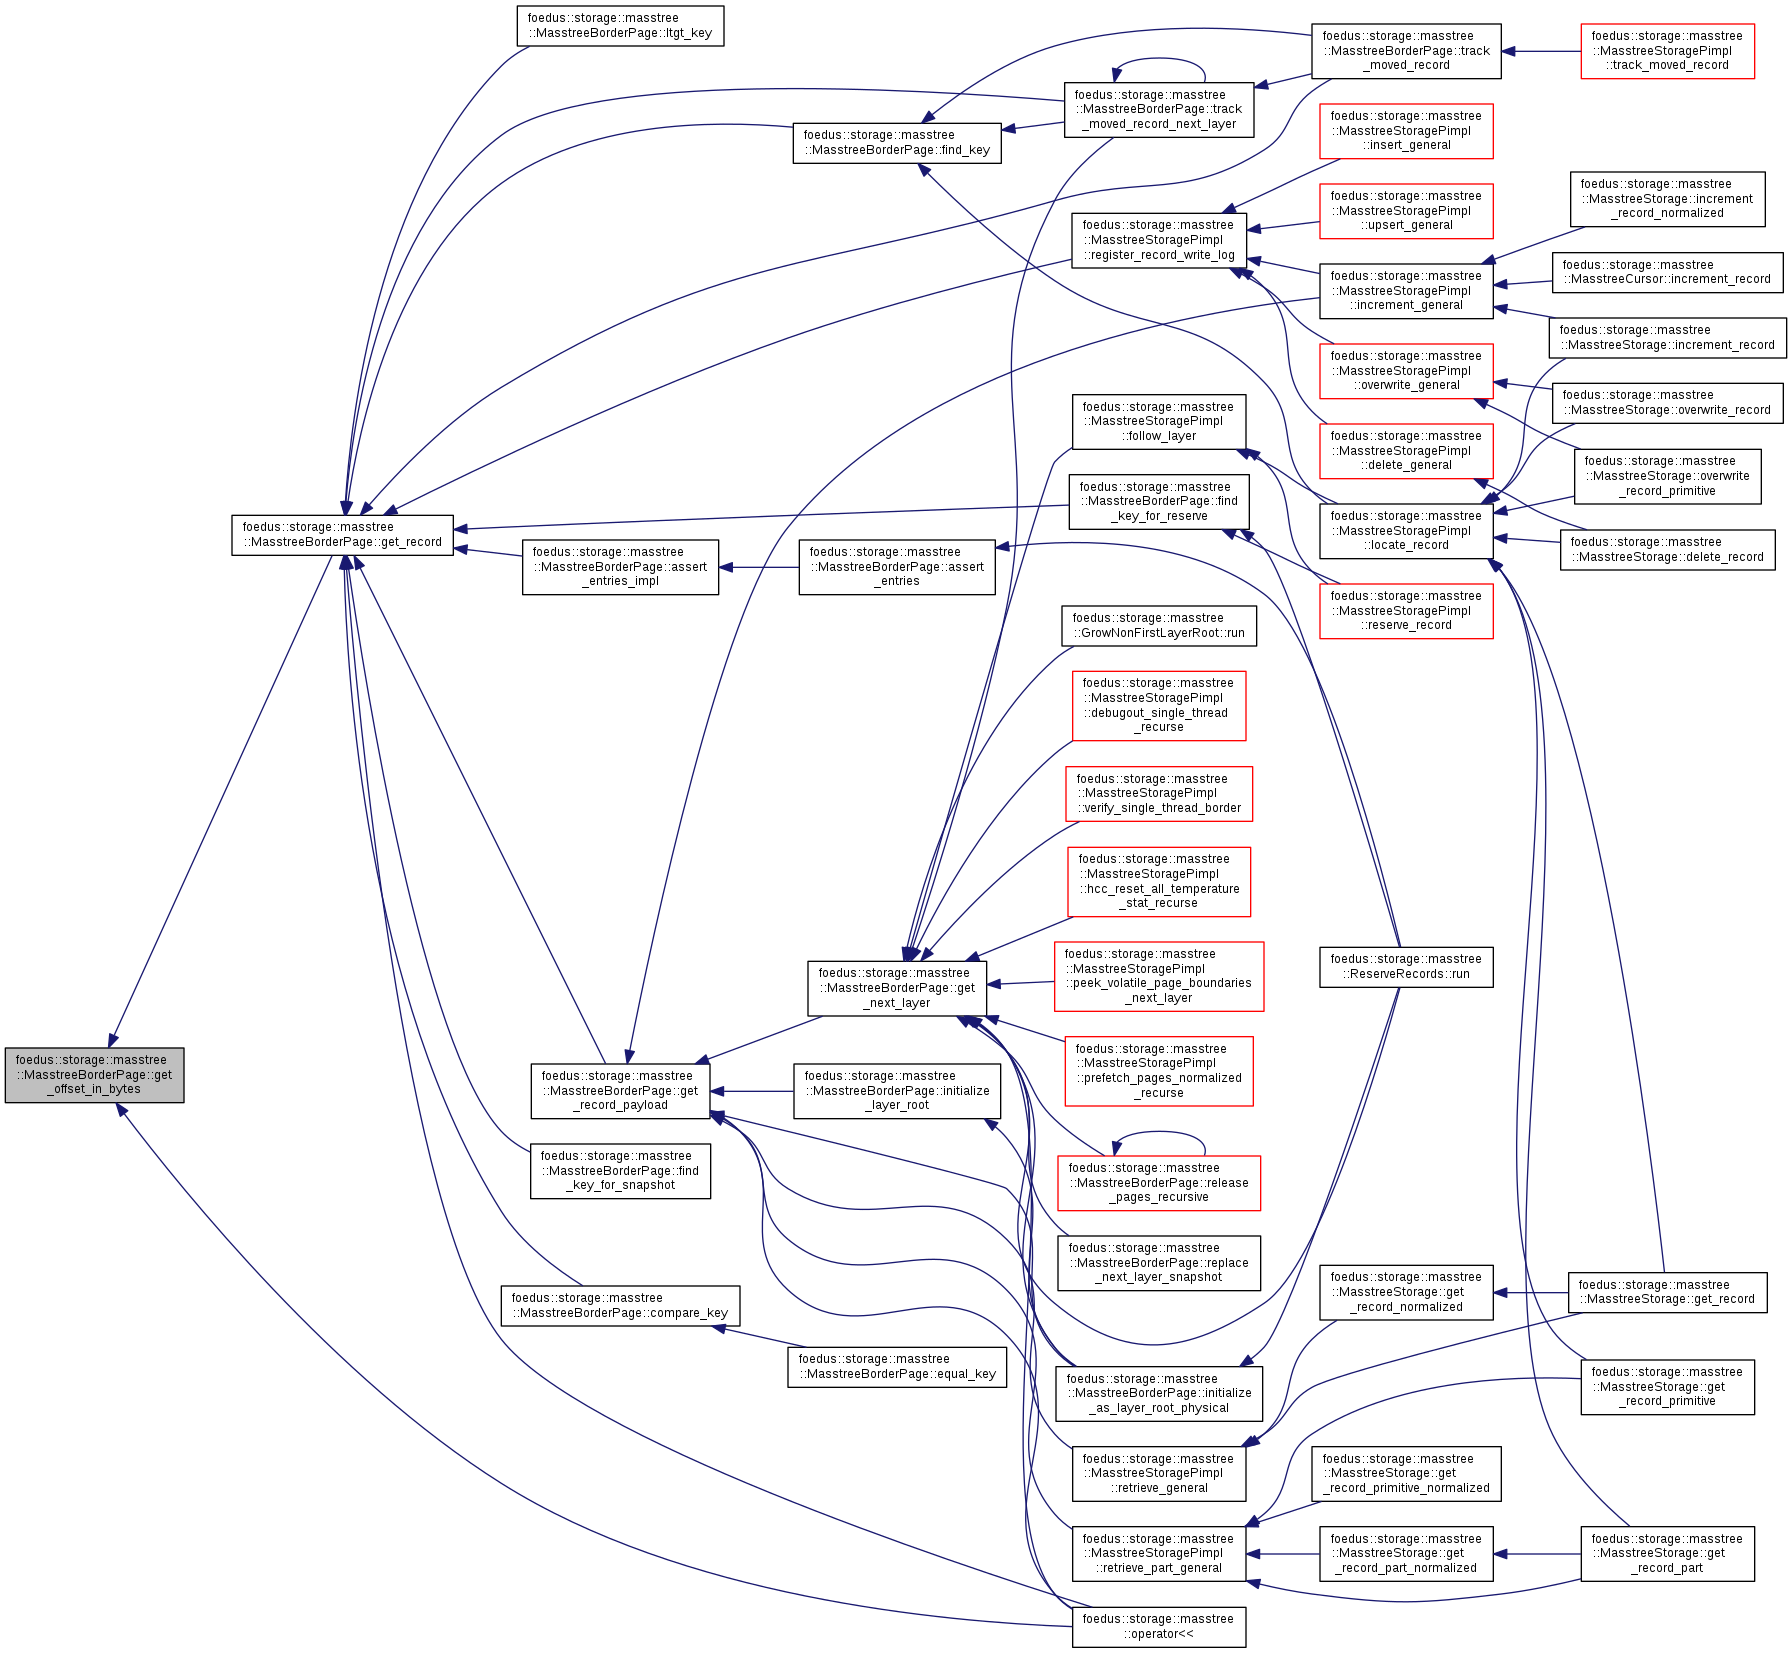 foedus::storage::masstree
::MasstreeBorderPage::get
_offset_in_bytes
foedus::storage::masstree
::MasstreeBorderPage::get_record
foedus::storage::masstree
::MasstreeBorderPage::ltgt_key
foedus::storage::masstree
::MasstreeBorderPage::assert
_entries_impl
foedus::storage::masstree
::MasstreeBorderPage::get
_record_payload
foedus::storage::masstree
::MasstreeBorderPage::find
_key_for_snapshot
foedus::storage::masstree
::MasstreeBorderPage::compare_key
foedus::storage::masstree
::MasstreeBorderPage::find_key
foedus::storage::masstree
::MasstreeBorderPage::assert
_entries
foedus::storage::masstree
::MasstreeBorderPage::get
_next_layer
foedus::storage::masstree
::MasstreeBorderPage::initialize
_layer_root
foedus::storage::masstree
::MasstreeBorderPage::equal_key
foedus::storage::masstree
::MasstreeBorderPage::track
_moved_record_next_layer
foedus::storage::masstree
::MasstreeStoragePimpl
::register_record_write_log
foedus::storage::masstree
::MasstreeStoragePimpl
::follow_layer
foedus::storage::masstree
::MasstreeBorderPage::find
_key_for_reserve
foedus::storage::masstree
::GrowNonFirstLayerRoot::run
foedus::storage::masstree
::MasstreeStoragePimpl
::debugout_single_thread
_recurse
foedus::storage::masstree
::MasstreeStoragePimpl
::verify_single_thread_border
foedus::storage::masstree
::MasstreeStoragePimpl
::hcc_reset_all_temperature
_stat_recurse
foedus::storage::masstree
::MasstreeStoragePimpl
::peek_volatile_page_boundaries
_next_layer
foedus::storage::masstree
::MasstreeStoragePimpl
::prefetch_pages_normalized
_recurse
foedus::storage::masstree
::MasstreeBorderPage::release
_pages_recursive
foedus::storage::masstree
::MasstreeBorderPage::replace
_next_layer_snapshot
foedus::storage::masstree
::MasstreeBorderPage::initialize
_as_layer_root_physical
foedus::storage::masstree
::MasstreeStoragePimpl
::retrieve_general
foedus::storage::masstree
::MasstreeStoragePimpl
::retrieve_part_general
foedus::storage::masstree
::operator<<
foedus::storage::masstree
::MasstreeBorderPage::track
_moved_record
foedus::storage::masstree
::MasstreeStoragePimpl
::insert_general
foedus::storage::masstree
::MasstreeStoragePimpl
::upsert_general
foedus::storage::masstree
::MasstreeStoragePimpl
::increment_general
foedus::storage::masstree
::MasstreeStoragePimpl
::overwrite_general
foedus::storage::masstree
::MasstreeStoragePimpl
::delete_general
foedus::storage::masstree
::MasstreeStoragePimpl
::locate_record
foedus::storage::masstree
::MasstreeStoragePimpl
::reserve_record
foedus::storage::masstree
::ReserveRecords::run
foedus::storage::masstree
::MasstreeStorage::get
_record_normalized
foedus::storage::masstree
::MasstreeStorage::get
_record_primitive_normalized
foedus::storage::masstree
::MasstreeStorage::get
_record_part_normalized
foedus::storage::masstree
::MasstreeStoragePimpl
::track_moved_record
foedus::storage::masstree
::MasstreeStorage::increment
_record_normalized
foedus::storage::masstree
::MasstreeCursor::increment_record
foedus::storage::masstree
::MasstreeStorage::increment_record
foedus::storage::masstree
::MasstreeStorage::overwrite_record
foedus::storage::masstree
::MasstreeStorage::overwrite
_record_primitive
foedus::storage::masstree
::MasstreeStorage::delete_record
foedus::storage::masstree
::MasstreeStorage::get_record
foedus::storage::masstree
::MasstreeStorage::get
_record_primitive
foedus::storage::masstree
::MasstreeStorage::get
_record_part